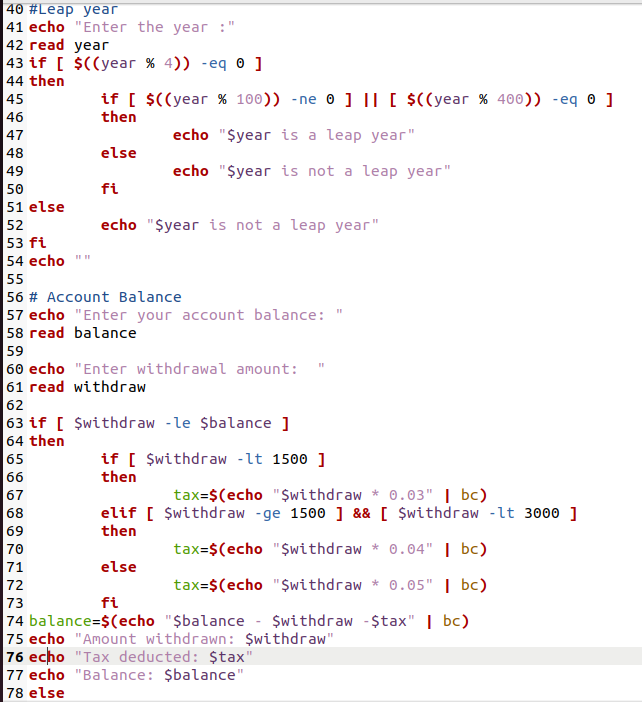 40 #Leap year
41 echo "Enter the year :"
42 read year
43 if [ $((year % 4)) -eq 0 ]
44 then
45         if [ $((year % 100)) -ne 0 ] || [ $((year % 400)) -eq 0 ]
46         then
47                 echo "$year is a leap year"
48         else
49                 echo "$year is not a leap year"
50         fi
51 else
52         echo "$year is not a leap year"
53 fi
54 echo ""
55
56 # Account Balance
57 echo "Enter your account balance: "
58 read balance
59
60 echo "Enter withdrawal amount:  "
61 read withdraw
62
63 if [ $withdraw -le $balance ]
64 then
65         if [ $withdraw -lt 1500 ]
66         then
67                 tax=$(echo "$withdraw * 0.03" | bc)
68         elif [ $withdraw -ge 1500 ] && [ $withdraw -lt 3000 ]
69         then
70                 tax=$(echo "$withdraw * 0.04" | bc)
71         else
72                 tax=$(echo "$withdraw * 0.05" | bc)
73         fi
74 balance=$(echo "$balance - $withdraw -$tax" | bc)
75 echo "Amount withdrawn: $withdraw"
76 echo "Tax deducted: $tax"
77 echo "Balance: $balance"
78 else